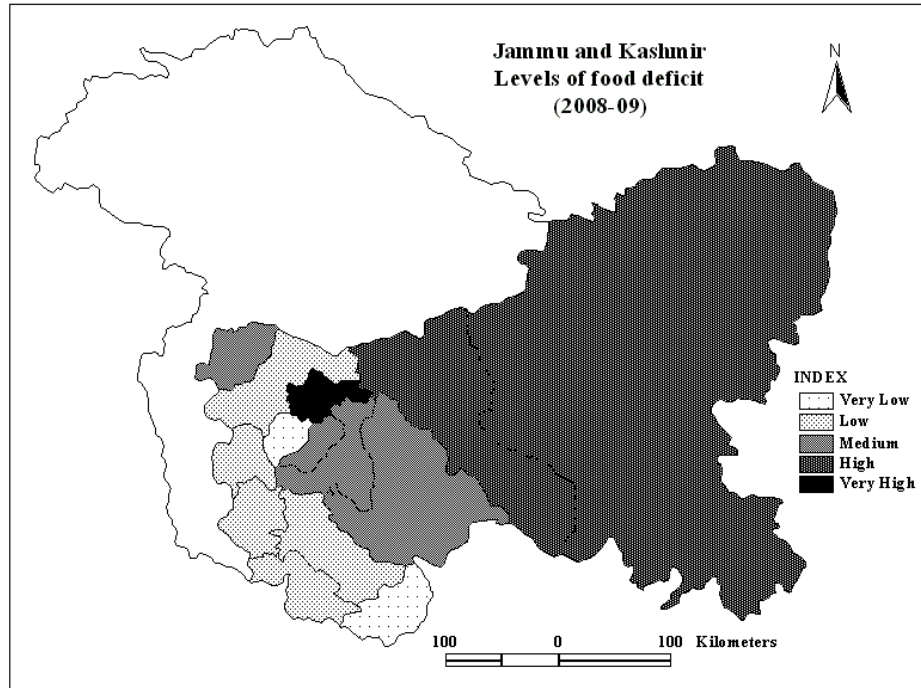 Jammu and Kashmir
Levels of food deficit
(2008-09)
N
INDEX
Very Low
Low
Medium
High
Very High
100 0 100 Kilometers